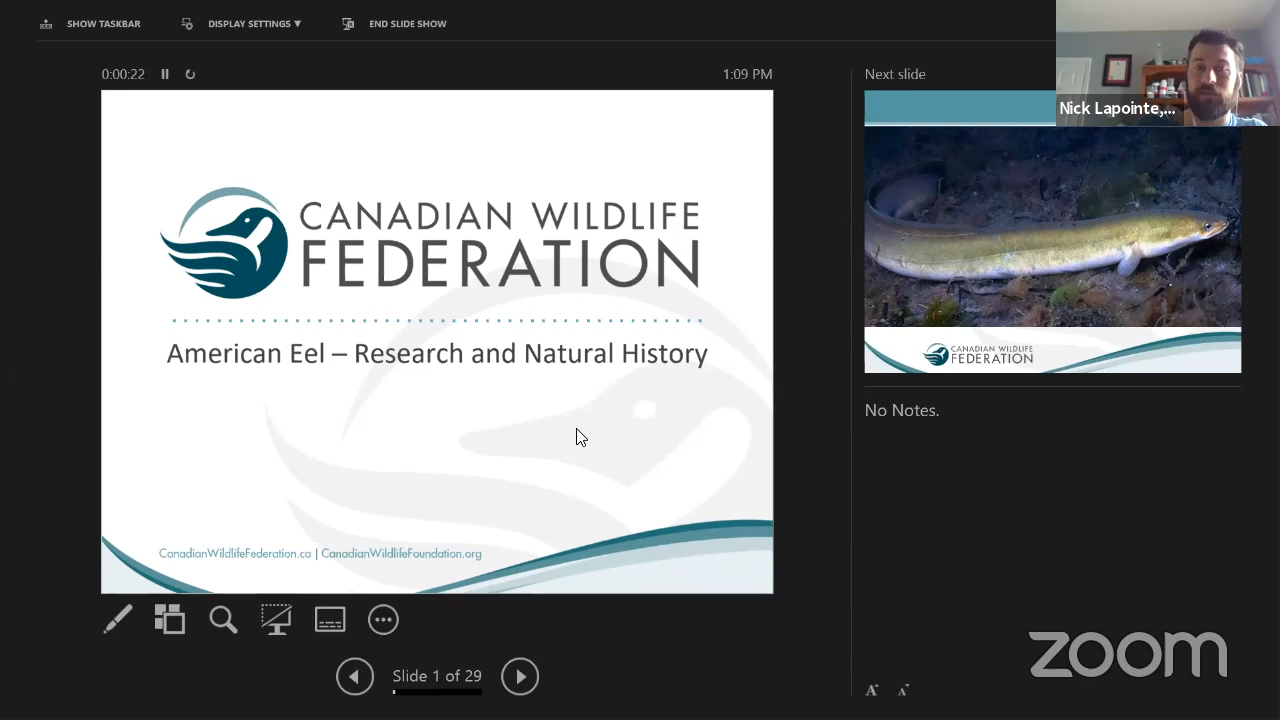 SHOW TASKBAR
DISPLAY SETTINGS ▼
END SLIDE SHOW
0:00:22
1:09 PM
Next slide
Nick Lapointe,...
CANADIAN WILDLIFE
FEDERATION
American Eel – Research and Natural History
CanadianWildlifeFederation.ca | CanadianWildlifeFoundation.org
CANADIAN WILDLIFE
FEDERATION
No Notes.
Slide 1 of 29
A A
zoom